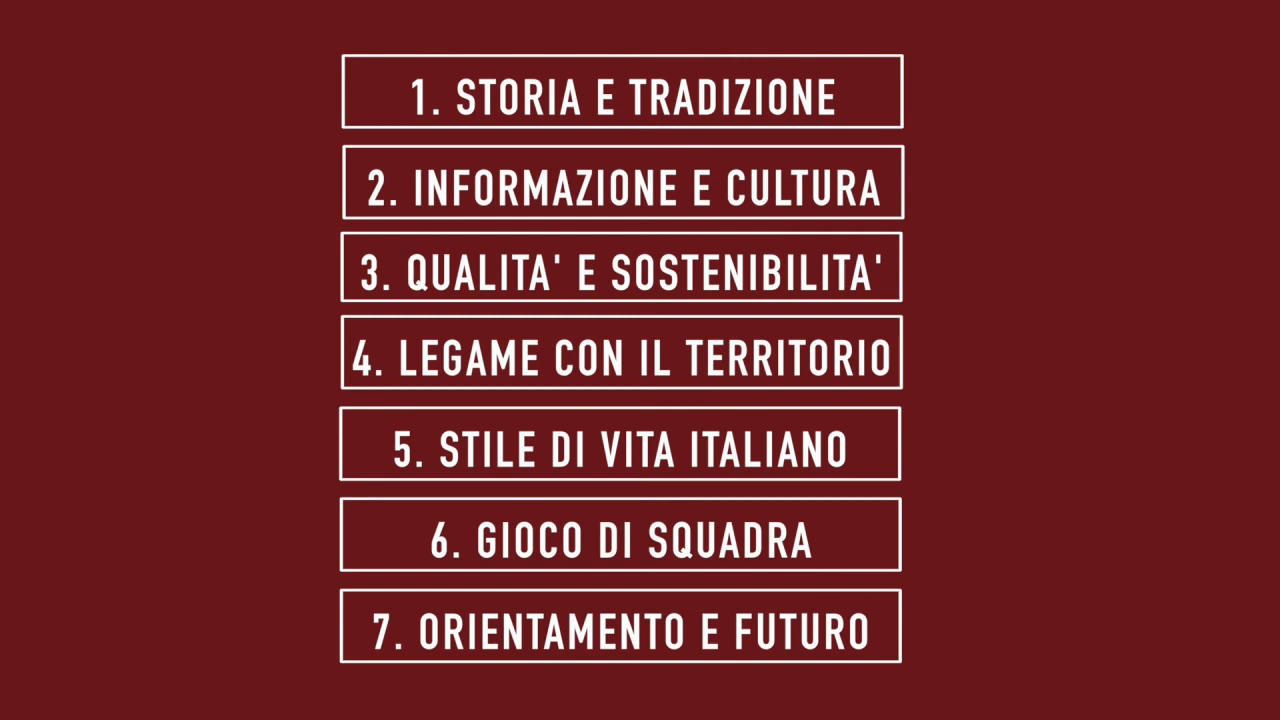 1. STORIA E TRADIZIONE
2. INFORMAZIONE E CULTURA
3. QUALITA' E SOSTENIBILITA'
4. LEGAME CON IL TERRITORIO
5. STILE DI VITA ITALIANO
6. GIOCO DI SQUADRA
7. ORIENTAMENTO E FUTURO